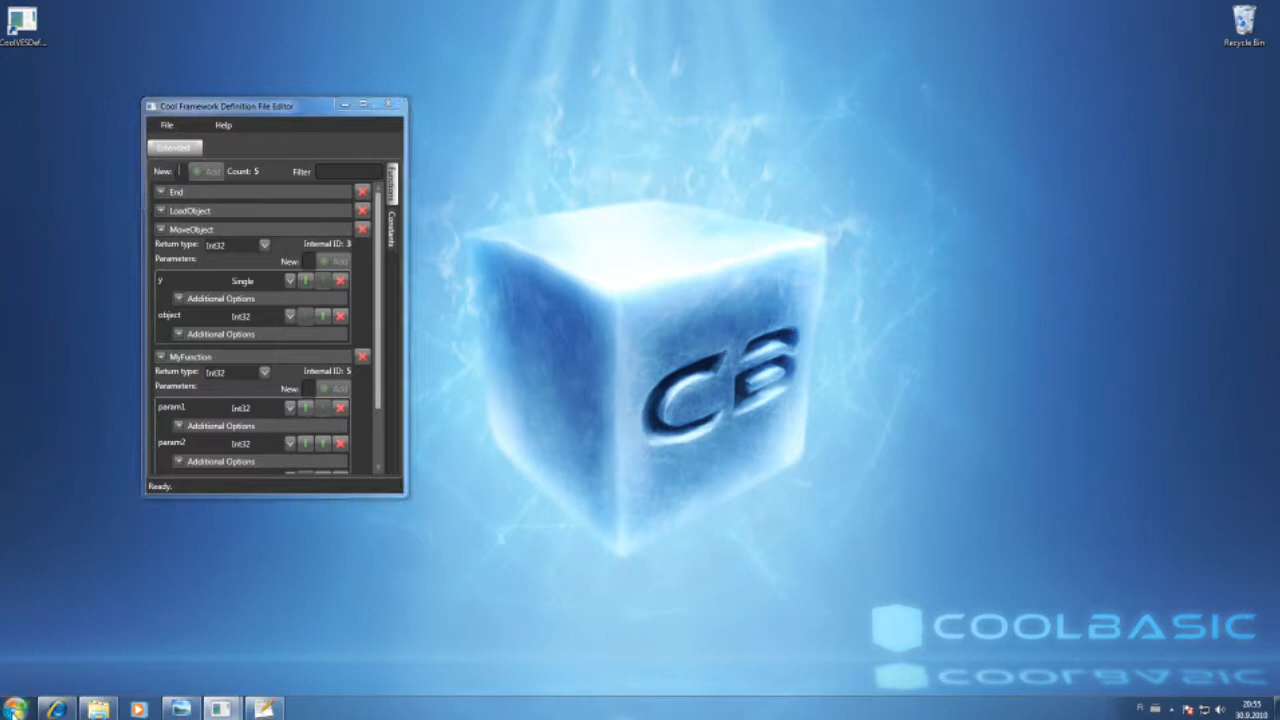 CoolVESDef...
Recycle Bin
Cool Framework Definition File Editor
File Help
Extended
New: Add Count: 5 Filter
Functions
Constants
End
LoadObject
MoveObject
Return type: Int32 Internal ID: 3
Parameters:
New: Add
y Single
Additional Options
object Int32
Additional Options
MyFunction
Return type: Int32 Internal ID: 5
Parameters:
New: Add
param1 Int32
Additional Options
param2 Int32
Additional Options
Ready.
CB
COOLBASIC
COOLBASIC
FI
20:55
30.9.2010